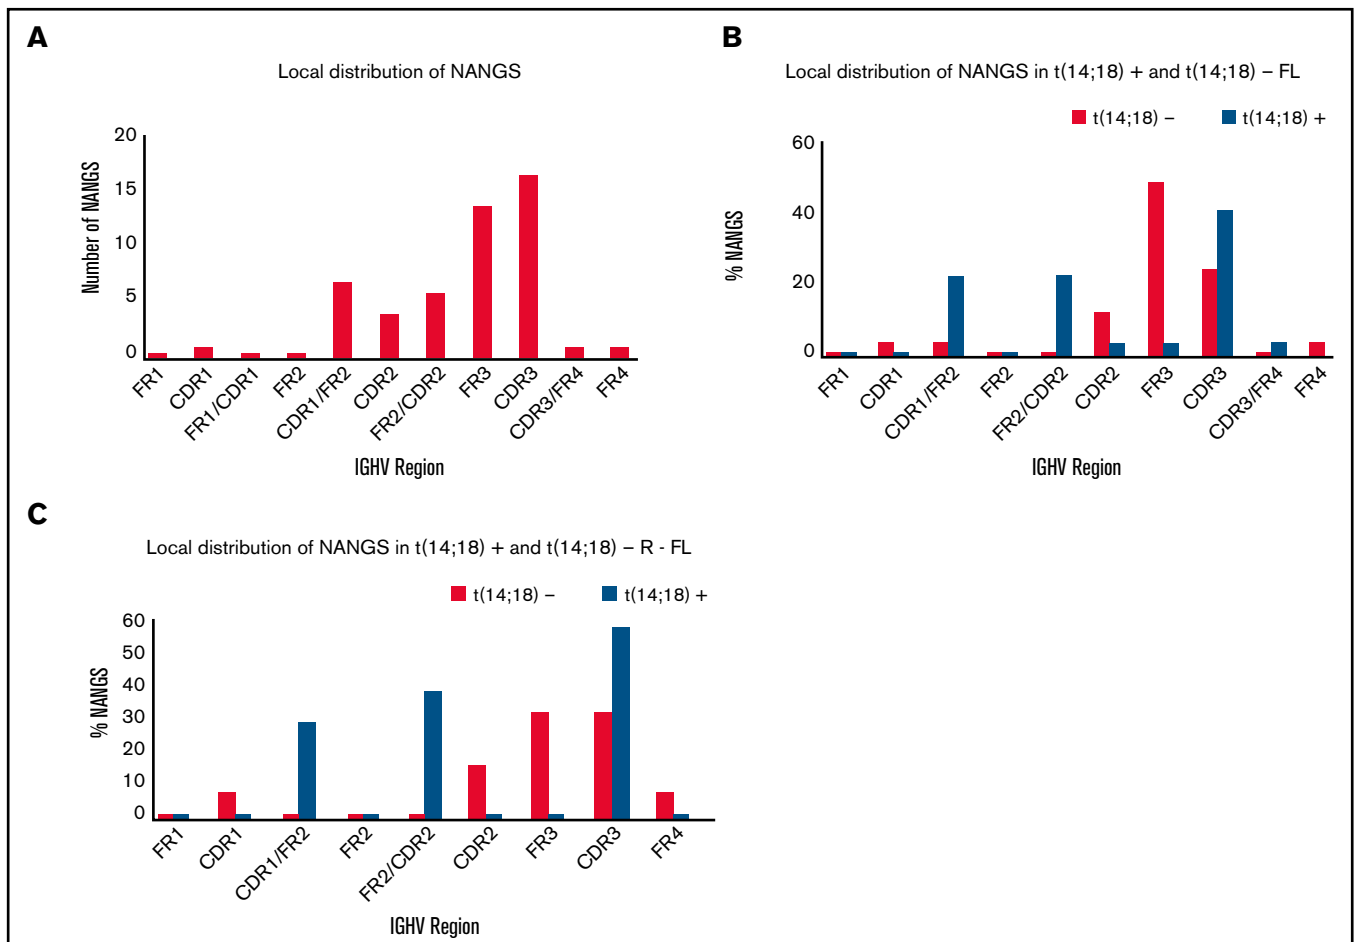 A
Local distribution of NANGS
Number of NANGS
20
15
10
5
0
FR1
CDR1
FR1/CDR1
FR2
CDR1/FR2
CDR2
FR2/CDR2
FR3
CDR3
CDR3/FR4
FR4
IGHV Region
B
Local distribution of NANGS in t(14;18) + and t(14;18) – FL
t(14;18) –
t(14;18) +
% NANGS
60
40
20
0
FR1
CDR1
CDR1/FR2
FR2
FR2/CDR2
CDR2
FR3
CDR3
CDR3/FR4
FR4
IGHV Region
C
Local distribution of NANGS in t(14;18) + and t(14;18) – R - FL
t(14;18) –
t(14;18) +
% NANGS
60
50
40
30
20
10
0
FR1
CDR1
CDR1/FR2
FR2
FR2/CDR2
CDR2
FR3
CDR3
FR4
IGHV Region